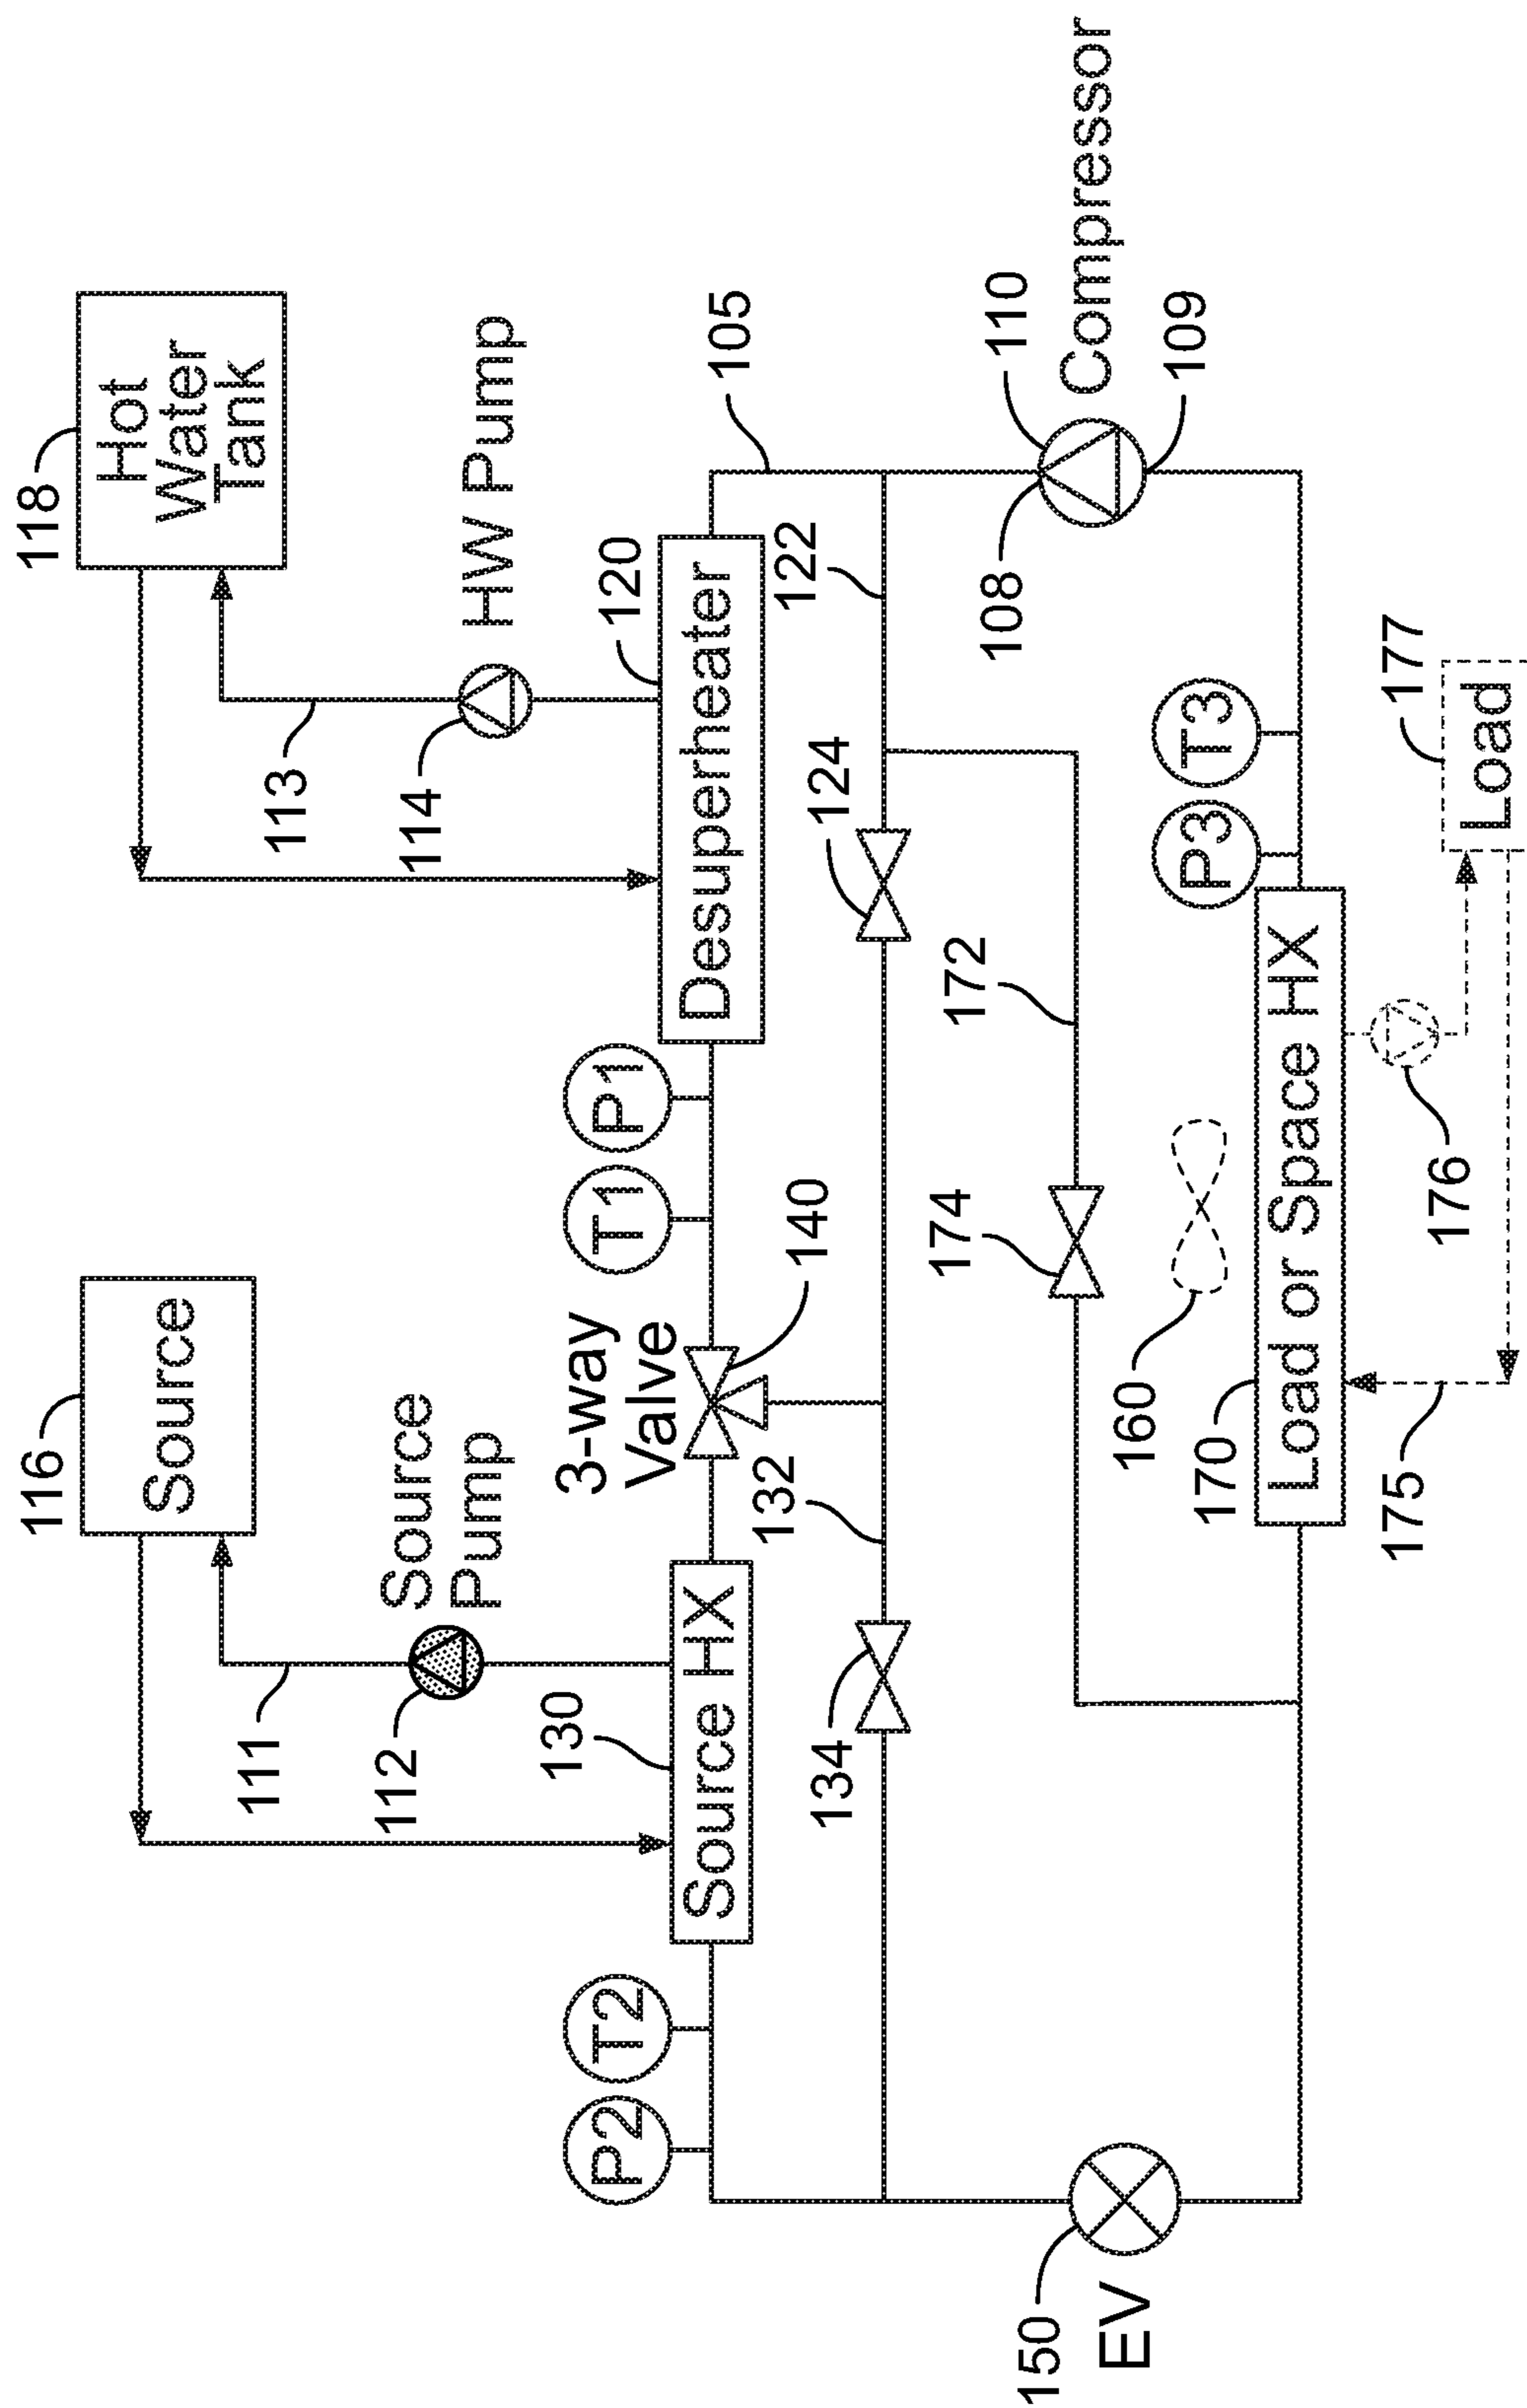 118
Hot
Water
Tank
116
Source
113
114
HW Pump
111
Source
Pump
112
3-way
Valve
140
P2
T2
130
Source HX
T1
P1
120
Desuperheater
105
134
132
124
122
174
172
108
110
Compressor
109
150
EV
160
170
Load or Space HX
P3
T3
175
176
177
Load